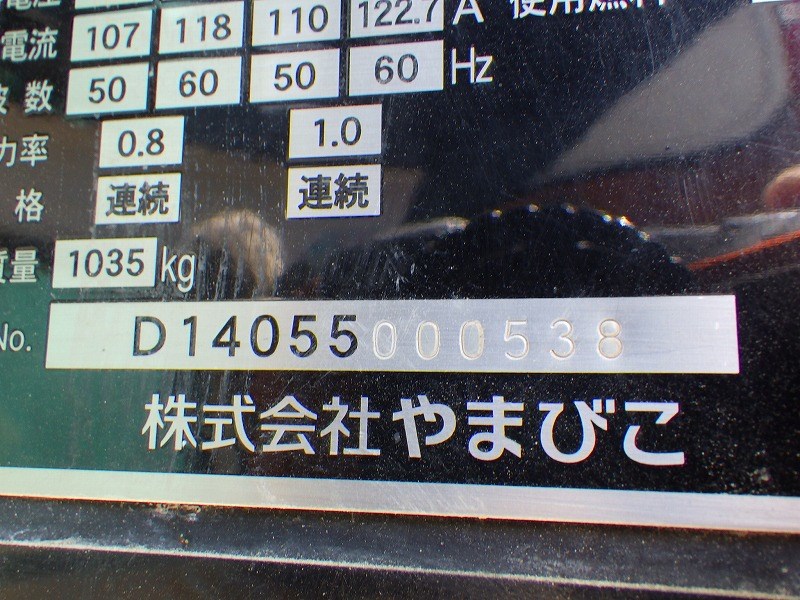 使用燃料
電流 107 118 110 122.7 A
波数 50 60 50 60 Hz
力率 0.8 1.0
格 連続 連続
質量 1035 kg
No. D14055000538
株式会社やまびこ